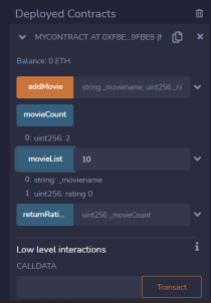 Deployed Contracts
MYCONTRACT AT 0XF8E...9FBE8 (M
Balance: 0 ETH
addMovie string _moviename, uint256 _ra
movieCount
0: uint256: 2
movieList 10
0: string: _moviename
1: uint256: rating 0
returnRati... uint256 _movieCount
Low level interactions
i
CALLDATA
Transact